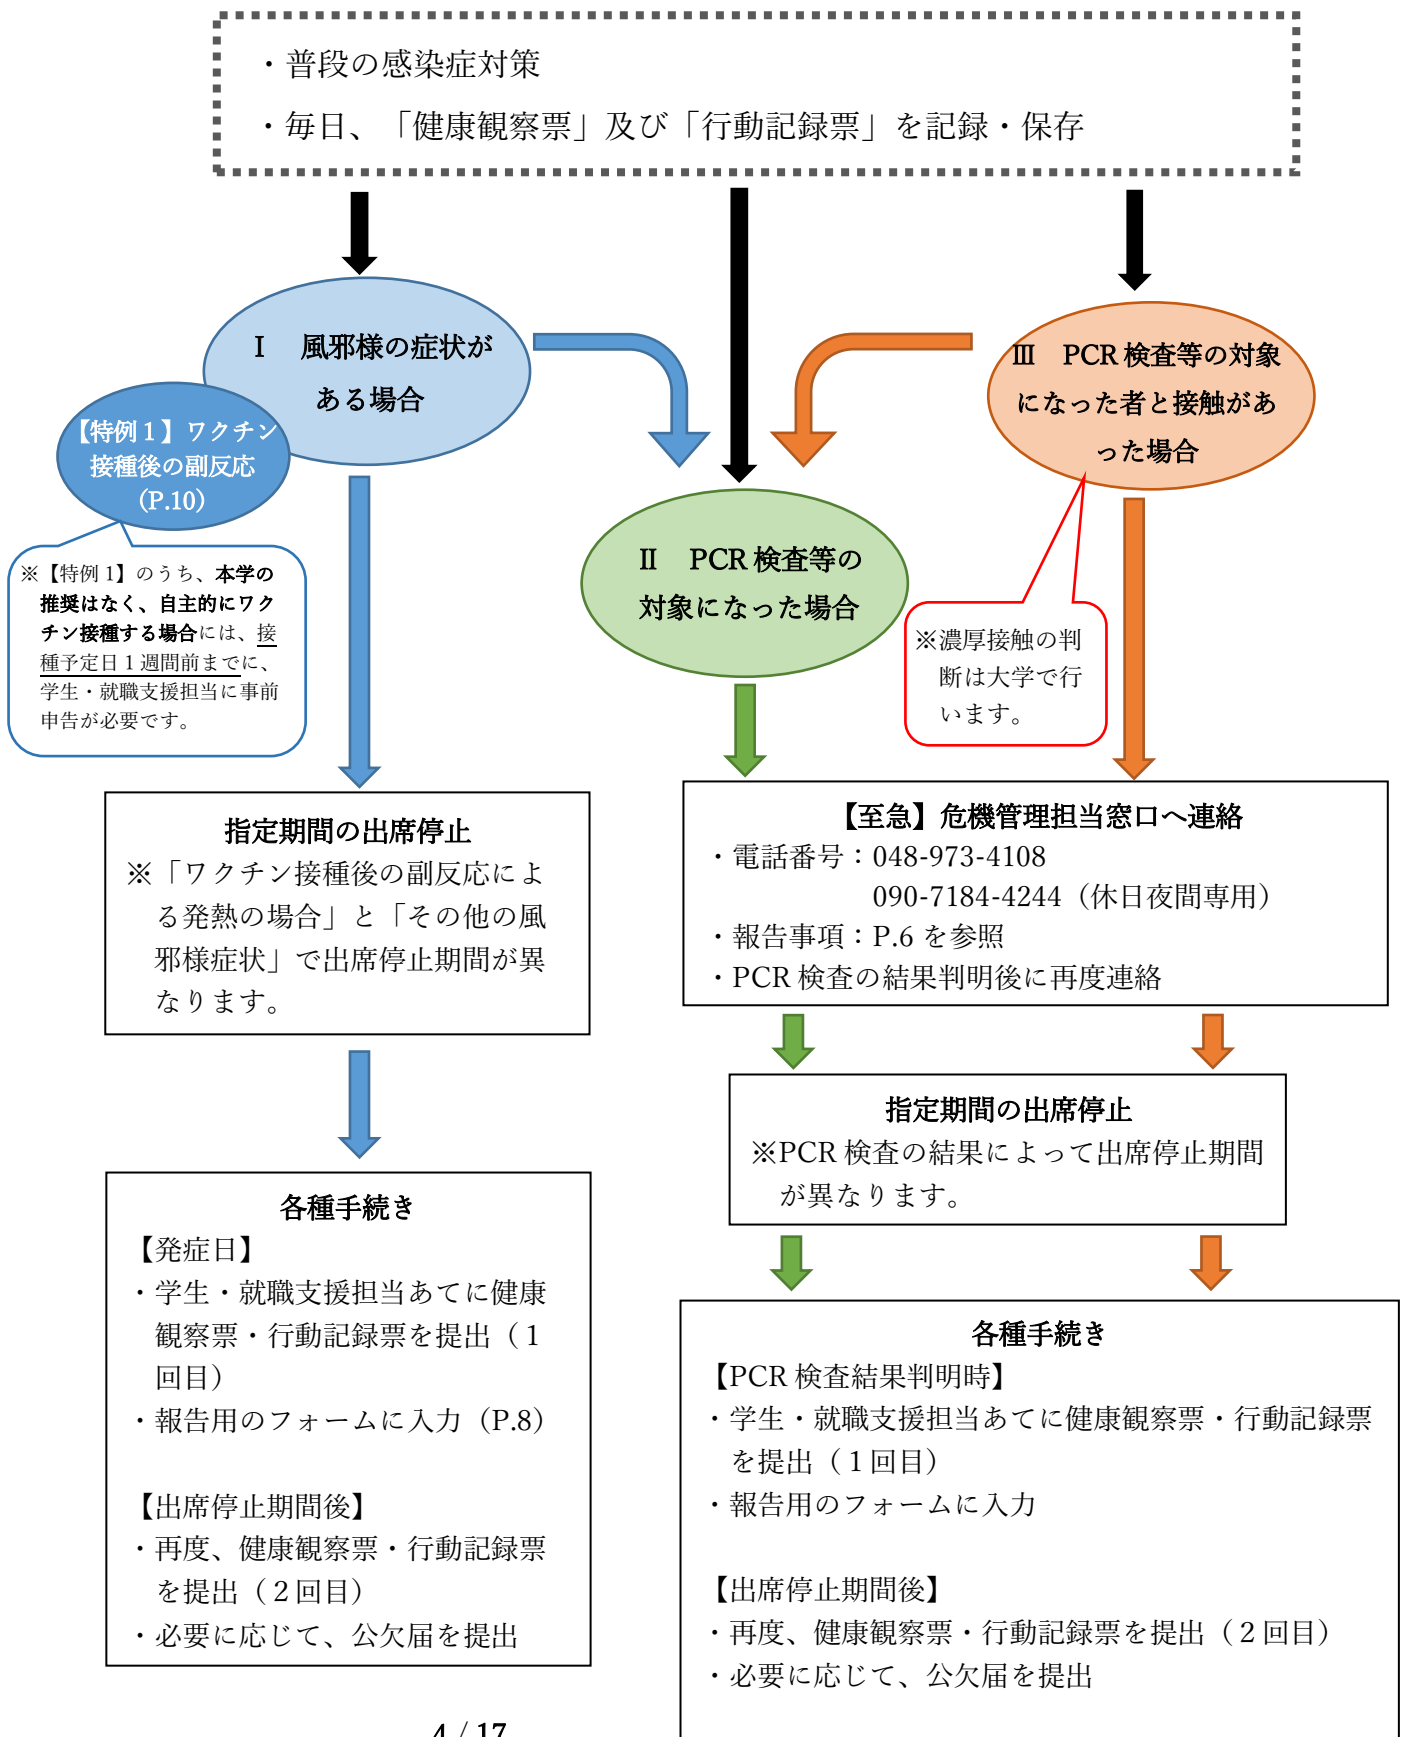 ・普段の感染症対策
・毎日、「健康観察票」及び「行動記録票」を記録・保存
Ⅰ　風邪様の症状が
ある場合
【特例１】ワクチン
接種後の副反応
（P.10）
※【特例１】のうち、本学の
推奨はなく、自主的にワク
チン接種する場合には、接
種予定日１週間前までに、
学生・就職支援担当に事前
申告が必要です。
Ⅲ　PCR 検査等の対象
になった者と接触があ
った場合
Ⅱ　PCR 検査等の
対象になった場合
※濃厚接触の判
断は大学で行
います。
指定期間の出席停止
※「ワクチン接種後の副反応によ
る発熱の場合」と「その他の風
邪様症状」で出席停止期間が異
なります。
【至急】危機管理担当窓口へ連絡
・電話番号：048-973-4108
090-7184-4244（休日夜間専用）
・報告事項：P.6 を参照
・PCR 検査の結果判明後に再度連絡
指定期間の出席停止
※PCR 検査の結果によって出席停止期間
が異なります。
各種手続き
【発症日】
・学生・就職支援担当あてに健康
観察票・行動記録票を提出（１
回目）
・報告用のフォームに入力（P.8）
【出席停止期間後】
・再度、健康観察票・行動記録票
を提出（２回目）
・必要に応じて、公欠届を提出
各種手続き
【PCR 検査結果判明時】
・学生・就職支援担当あてに健康観察票・行動記録票
を提出（１回目）
・報告用のフォームに入力
【出席停止期間後】
・再度、健康観察票・行動記録票を提出（２回目）
・必要に応じて、公欠届を提出
4 / 17